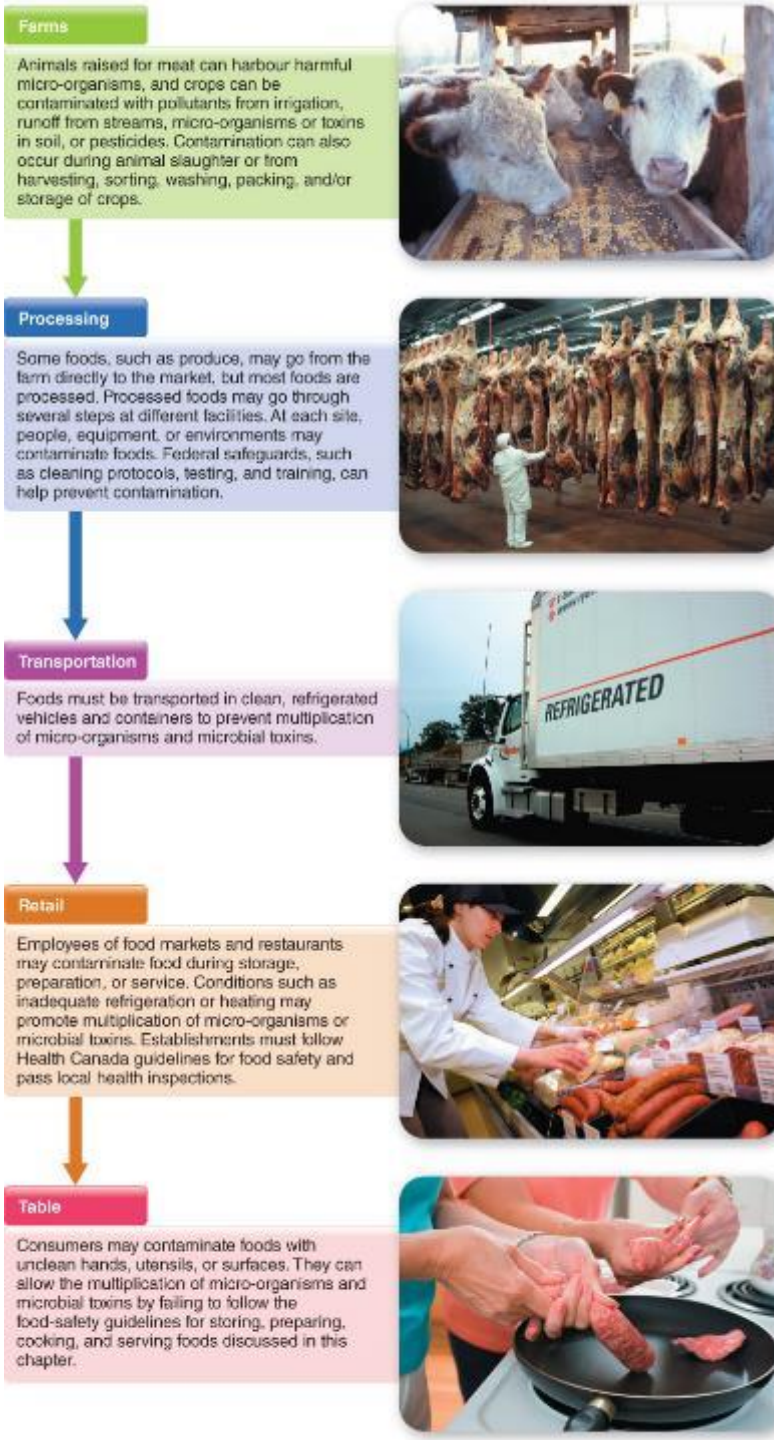 Farms
Animals raised for meat can harbour harmful
micro-organisms, and crops can be
contaminated with pollutants from irrigation,
runoff from streams, micro-organisms or toxins
in soil, or pesticides. Contamination can also
occur during animal slaughter or from
harvesting, sorting, washing, packing, and/or
storage of crops.
Processing
Some foods, such as produce, may go from the
farm directly to the market, but most foods are
processed. Processed foods may go through
several steps at different facilities. At each site,
people, equipment, or environments may
contaminate foods. Federal safeguards, such
as cleaning protocols, testing, and training, can
help prevent contamination.
Transportation
Foods must be transported in clean, refrigerated
vehicles and containers to prevent multiplication
of micro-organisms and microbial toxins.
REFRIGERATED
Retail
Employees of food markets and restaurants
may contaminate food during storage,
preparation, or service. Conditions such as
inadequate refrigeration or heating may
promote multiplication of micro-organisms or
microbial toxins. Establishments must follow
Health Canada guidelines for food safety and
pass local health inspections.
Table
Consumers may contaminate foods with
unclean hands, utensils, or surfaces. They can
allow the multiplication of micro-organisms and
microbial toxins by failing to follow the
food-safety guidelines for storing, preparing,
cooking, and serving foods discussed in this
chapter.